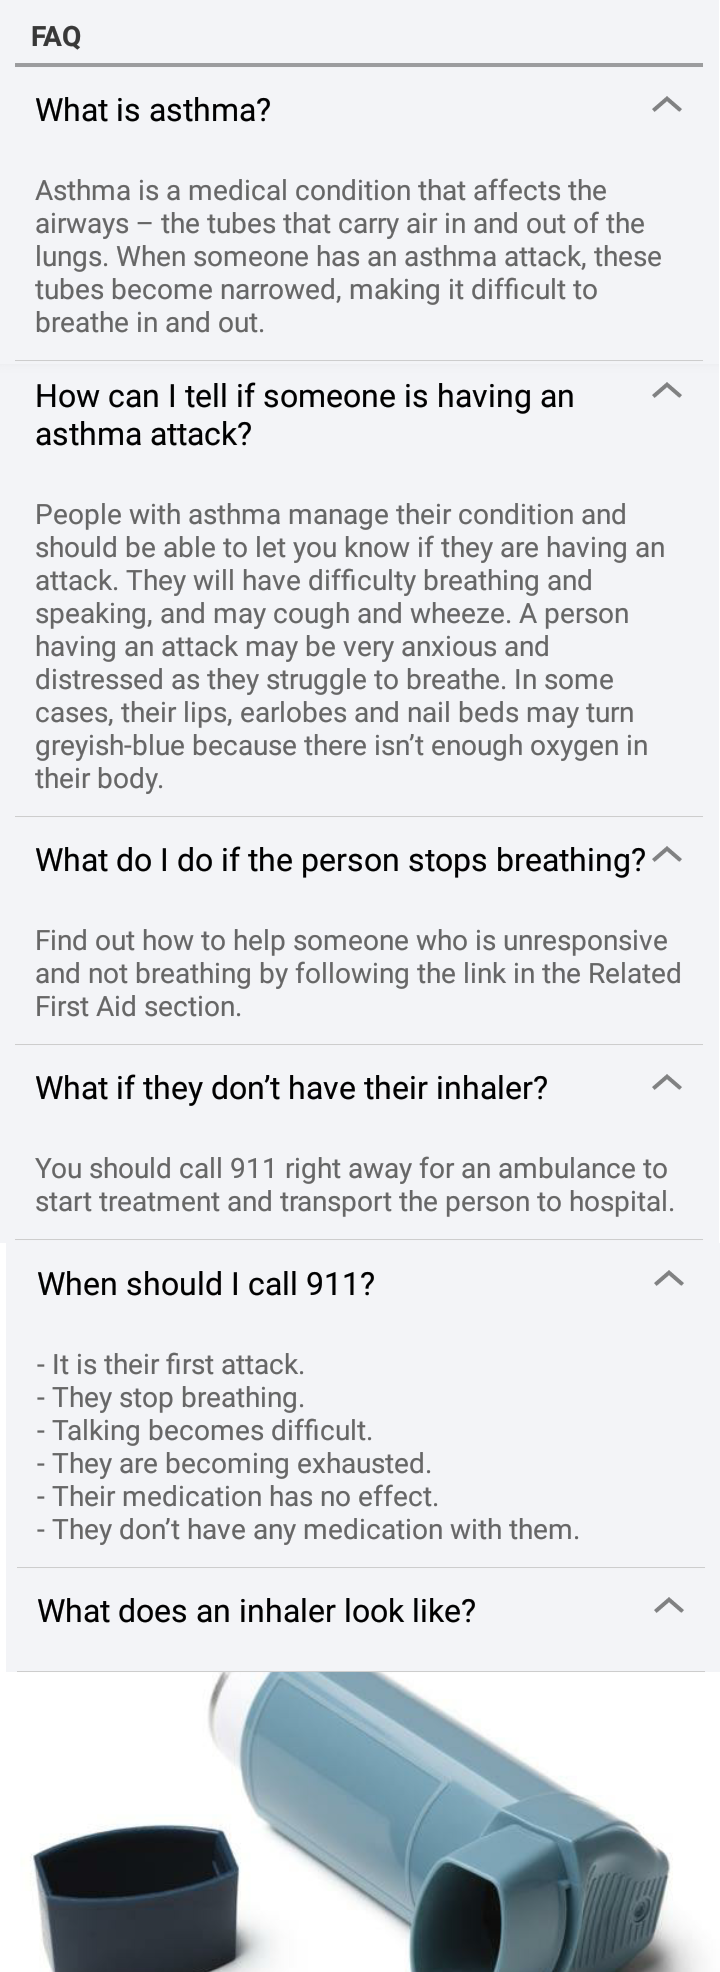 FAQ
What is asthma?
Asthma is a medical condition that affects the
airways – the tubes that carry air in and out of the
lungs. When someone has an asthma attack, these
tubes become narrowed, making it difficult to
breathe in and out.
How can I tell if someone is having an
asthma attack?
People with asthma manage their condition and
should be able to let you know if they are having an
attack. They will have difficulty breathing and
speaking, and may cough and wheeze. A person
having an attack may be very anxious and
distressed as they struggle to breathe. In some
cases, their lips, earlobes and nail beds may turn
greyish-blue because there isn’t enough oxygen in
their body.
What do I do if the person stops breathing?
Find out how to help someone who is unresponsive
and not breathing by following the link in the Related
First Aid section.
What if they don’t have their inhaler?
You should call 911 right away for an ambulance to
start treatment and transport the person to hospital.
When should I call 911?
- It is their first attack.
- They stop breathing.
- Talking becomes difficult.
- They are becoming exhausted.
- Their medication has no effect.
- They don’t have any medication with them.
What does an inhaler look like?